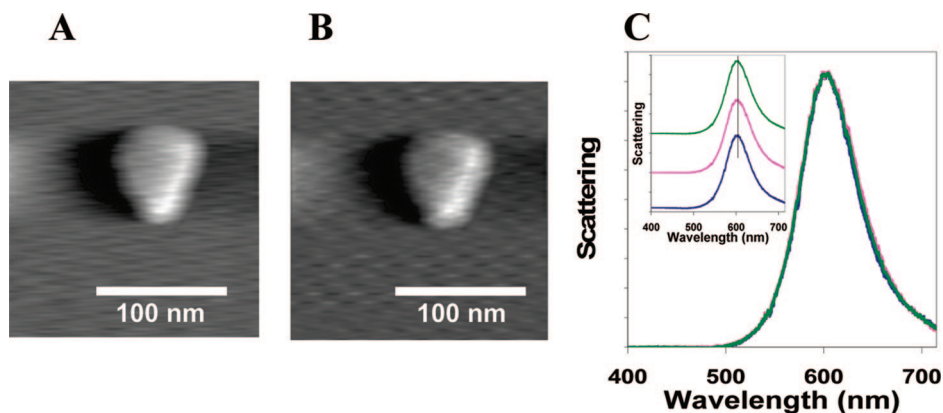 A
B
C
100 nm
100 nm
Scattering
Scattering
400 500 600 700
Wavelength (nm)
400 500 600 700
Wavelength (nm)